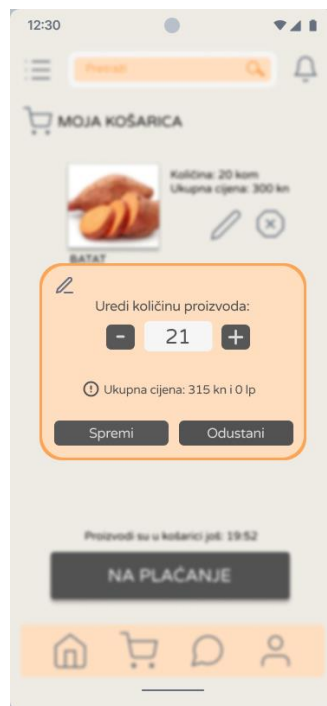 12:30
Pretraži
MOJA KOŠARICA
Količina: 20 kom
Ukupna cijena: 300 kn
BATAT
Uredi količinu proizvoda:
- 21 +
Ukupna cijena: 315 kn i 0 lp
Spremi Odustani
Proizvodi su u košarici još: 19:52
NA PLAĆANJE